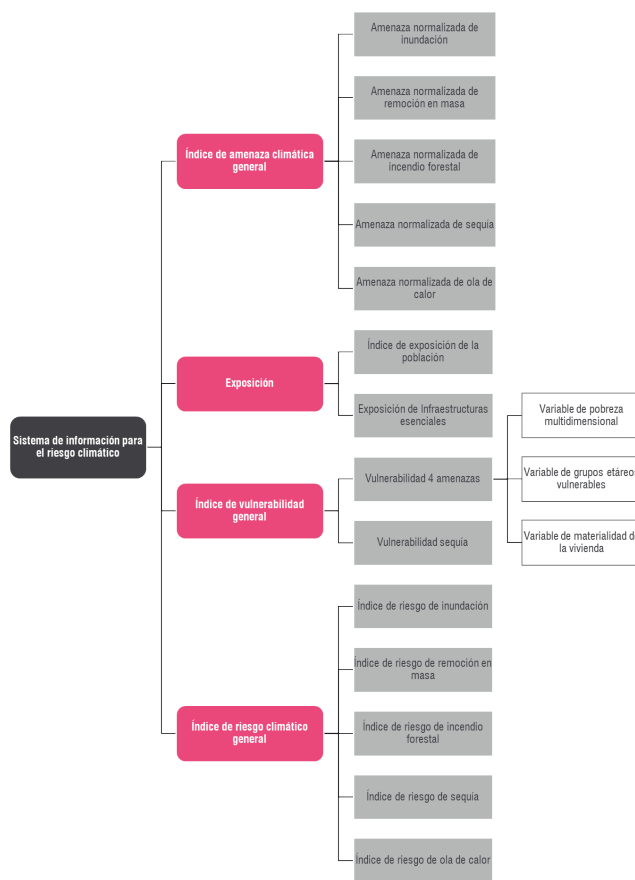 Sistema de información para
el riesgo climático
Índice de amenaza climática
general
Amenaza normalizada de
inundación
Amenaza normalizada de
remoción en masa
Amenaza normalizada de
incendio forestal
Amenaza normalizada de sequía
Amenaza normalizada de ola de
calor
Exposición
Índice de exposición de la
población
Exposición de Infraestructuras
esenciales
Índice de vulnerabilidad
general
Vulnerabilidad 4 amenazas
Variable de pobreza
multidimensional
Variable de grupos etáreos
vulnerables
Variable de materialidad de
la vivienda
Vulnerabilidad sequía
Índice de riesgo climático
general
Índice de riesgo de inundación
Índice de riesgo de remoción en
masa
Índice de riesgo de incendio
forestal
Índice de riesgo de sequía
Índice de riesgo de ola de calor